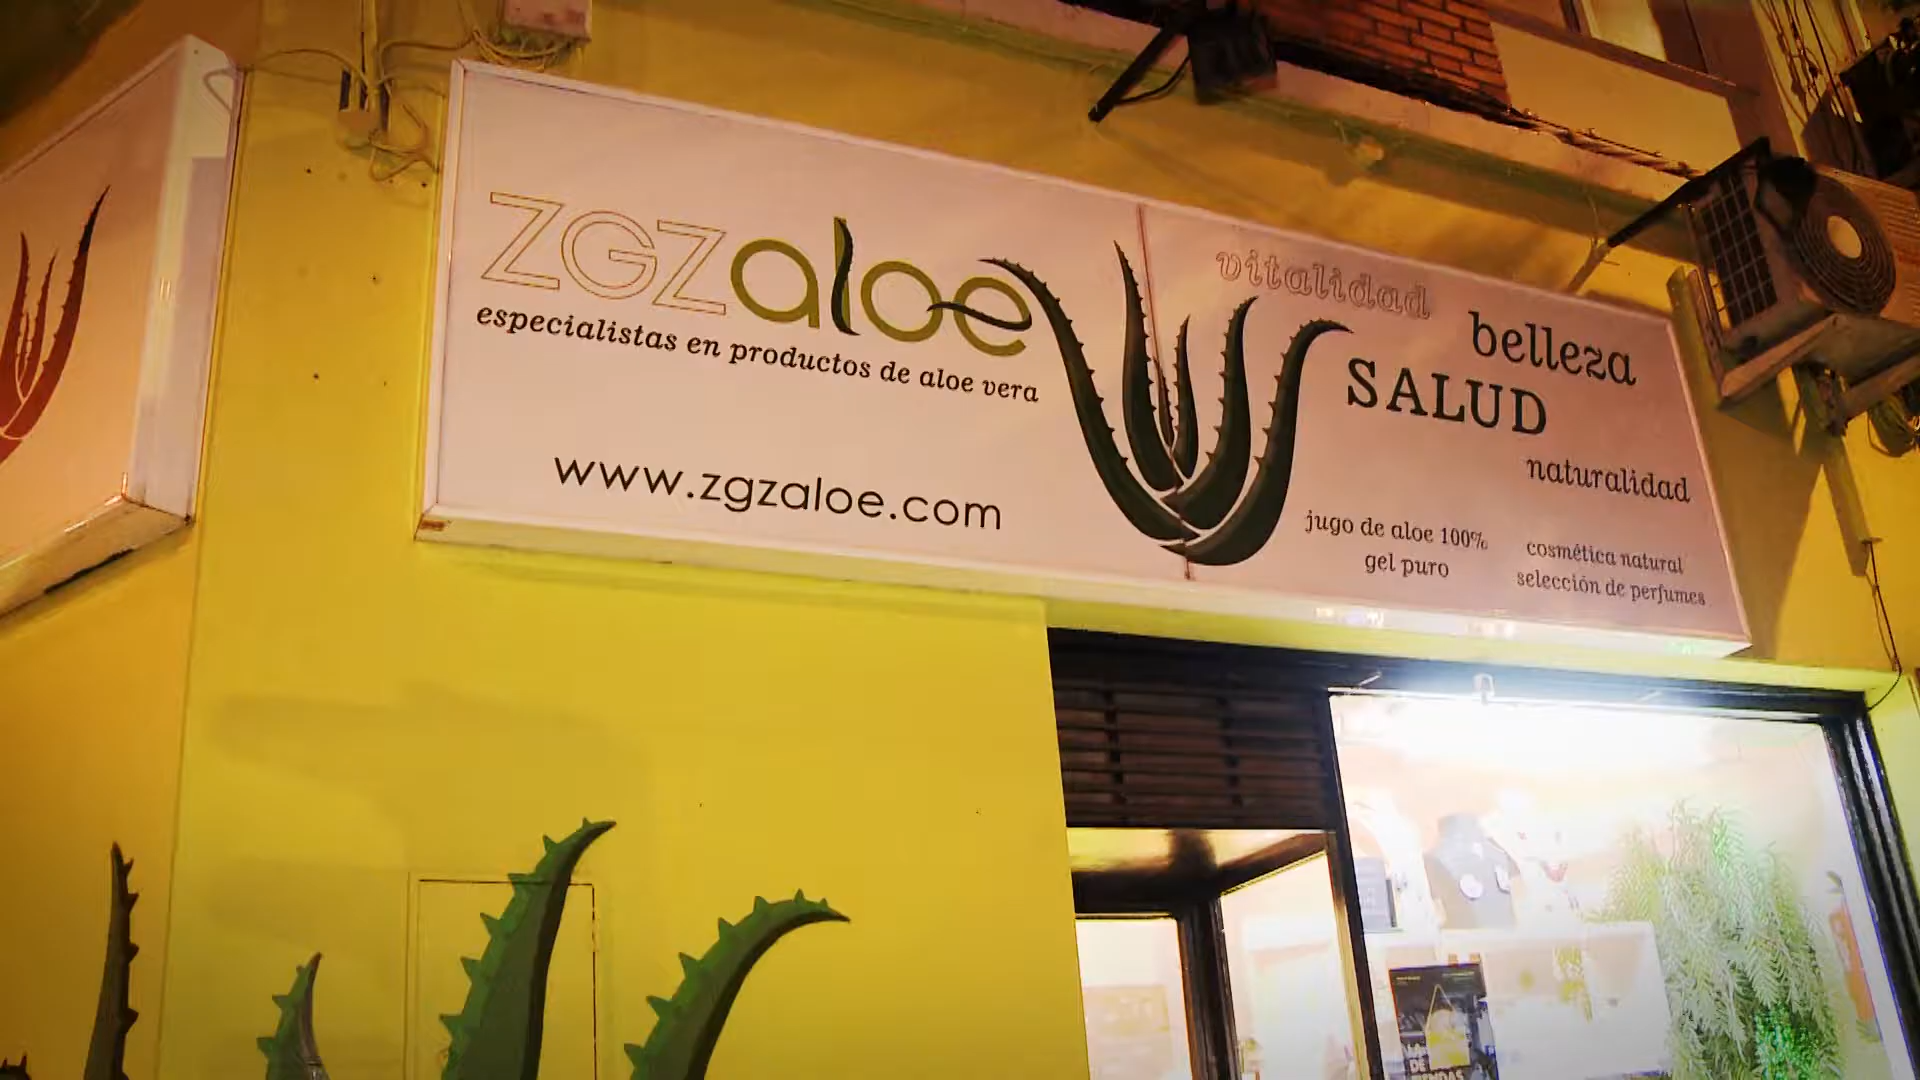 ZGZaloe
especialistas en productos de aloe vera
www.zgzaloe.com
vitalidad
belleza
SALUD
naturalidad
jugo de aloe 100%
gel puro
cosmética natural
selección de perfumes
DE